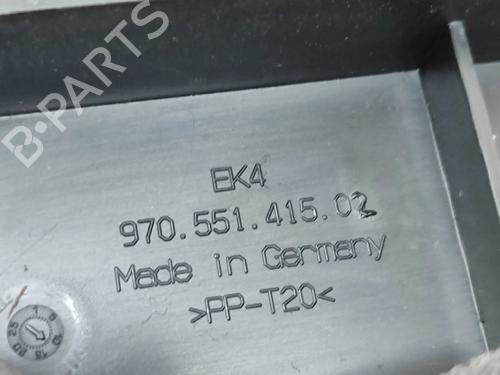 EK4
970.551.415.02
Made in Germany
>PP-T20<
B-PARTS